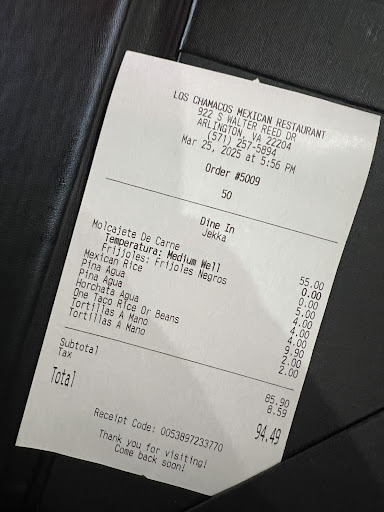 LOS CHAMACOS MEXICAN RESTAURANT
922 S WALTER REED DR
ARLINGTON, VA 22204
(571) 257-5894
Mar 25, 2025 at 5:56 PM
Order #5009
50
Dine In
Jekka
Molcajete De Carne 55.00
Temperatura: Medium Well 0.00
Frijjoles: Frijoles Negros 0.00
Mexican Rice 5.00
Pina Agua 4.00
Pina Agua 4.00
Horchata Agua 4.00
One Taco Rice Or Beans 9.90
Tortillas A Mano 2.00
Tortillas A Mano 2.00
Subtotal 85.90
Tax 8.59
Total 94.49
Receipt Code: 0053897233770
Thank you for visiting!
Come back soon!